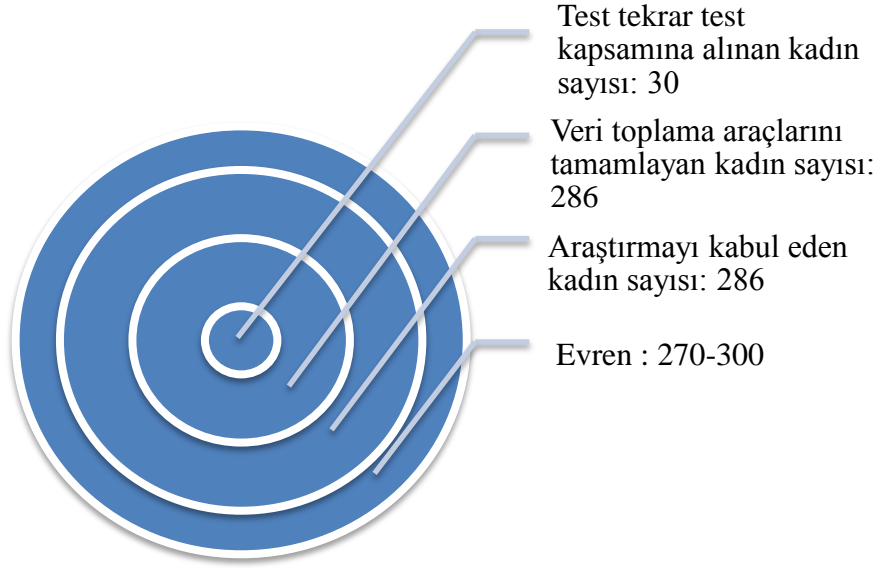 Test tekrar test
kapsamına alınan kadın
sayısı: 30
Veri toplama araçlarını
tamamlayan kadın sayısı:
286
Araştırmayı kabul eden
kadın sayısı: 286
Evren : 270-300